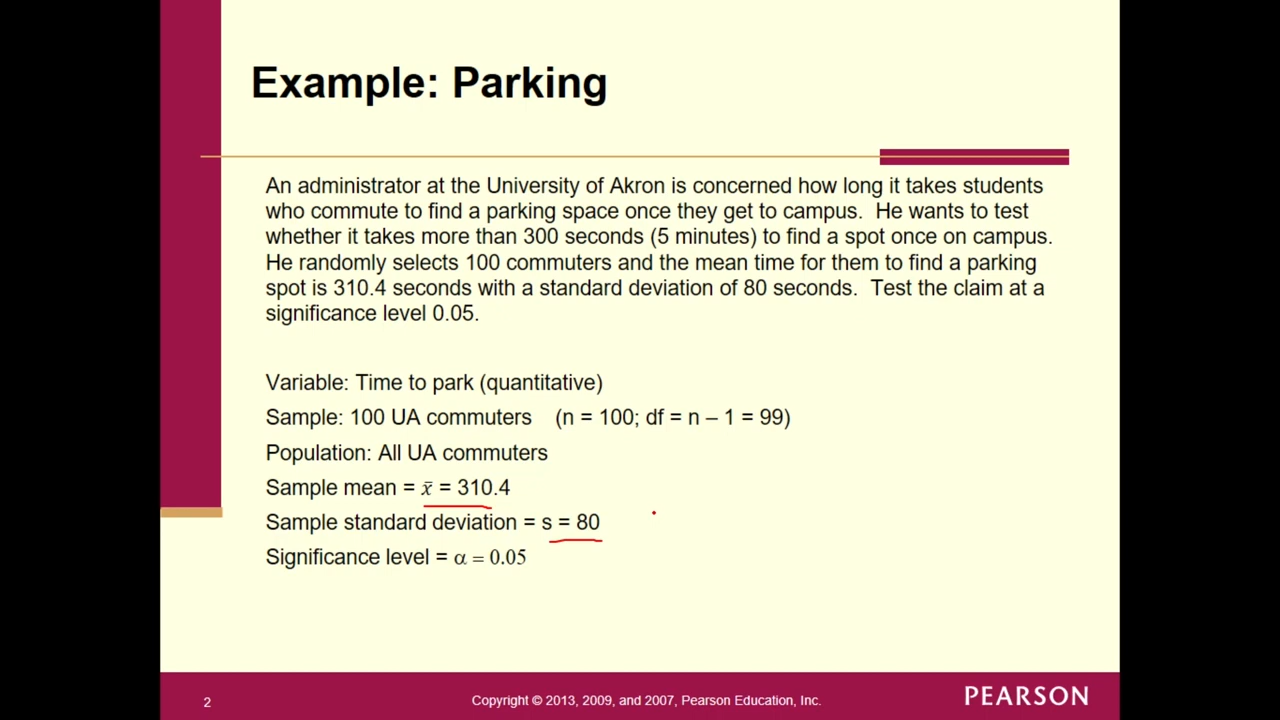 Example: Parking
An administrator at the University of Akron is concerned how long it takes students
who commute to find a parking space once they get to campus.  He wants to test
whether it takes more than 300 seconds (5 minutes) to find a spot once on campus.
He randomly selects 100 commuters and the mean time for them to find a parking
spot is 310.4 seconds with a standard deviation of 80 seconds.  Test the claim at a
significance level 0.05.
Variable: Time to park (quantitative)
Sample: 100 UA commuters    (n = 100; df = n – 1 = 99)
Population: All UA commuters
Sample mean = x̄ = 310.4
Sample standard deviation = s = 80
Significance level = α = 0.05
2
Copyright © 2013, 2009, and 2007, Pearson Education, Inc.
PEARSON